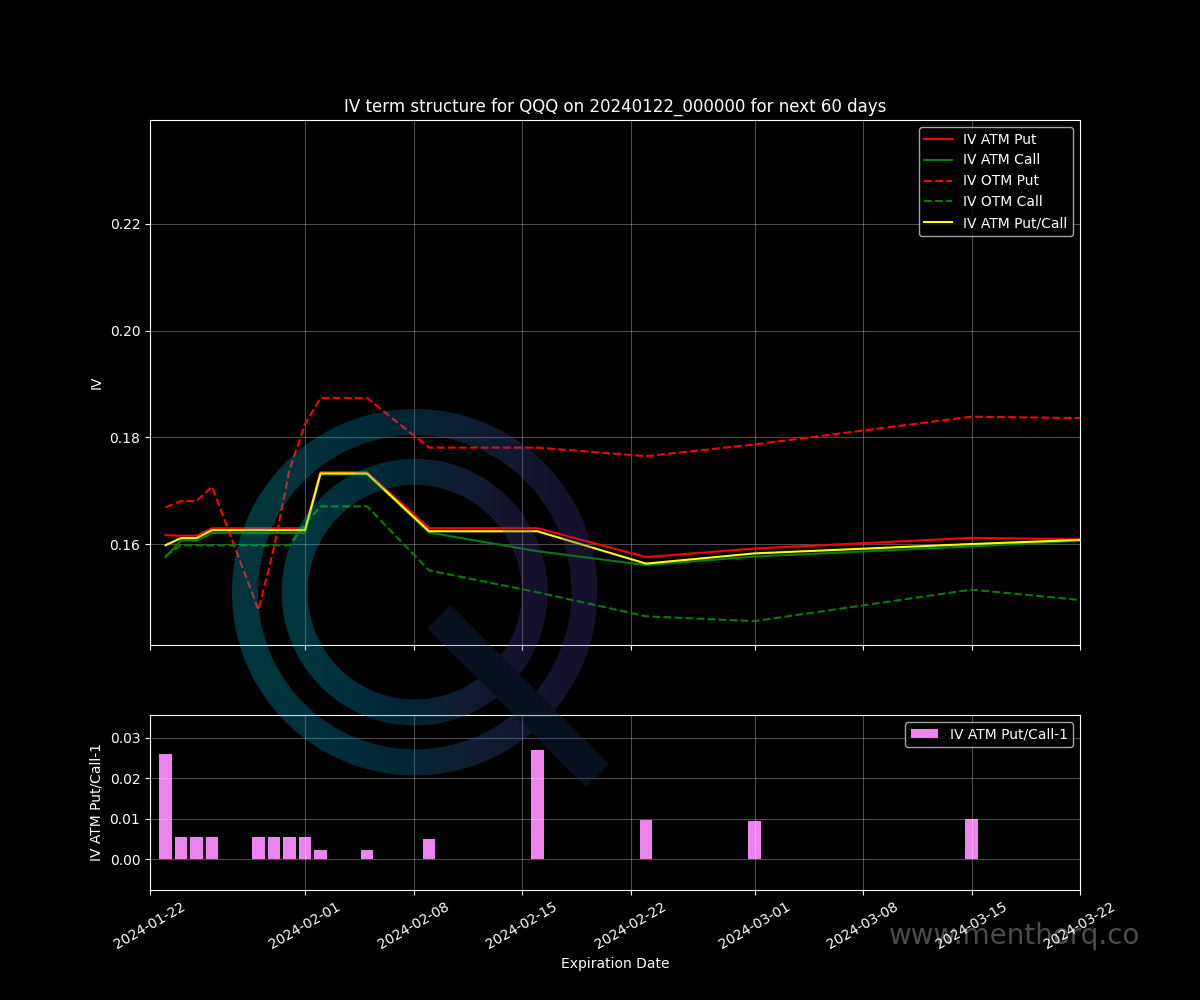 IV term structure for QQQ on 20240122_000000 for next 60 days
IV ATM Put
IV ATM Call
IV OTM Put
IV OTM Call
IV ATM Put/Call
0.22
0.20
0.18
0.16
IV
IV ATM Put/Call-1
0.03
0.02
0.01
0.00
IV ATM Put/Call-1
2024-01-22
2024-02-01
2024-02-08
2024-02-15
2024-02-22
2024-03-01
2024-03-08
2024-03-15
2024-03-22
www.menthorq.co
Expiration Date